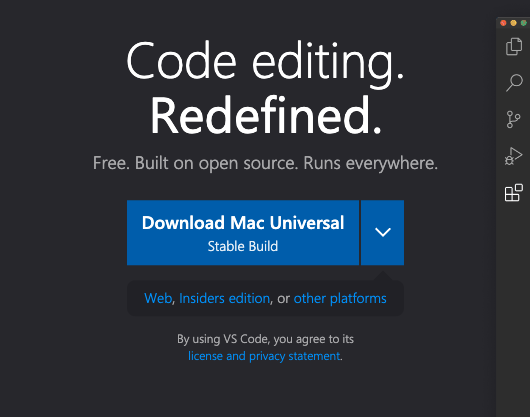 Code editing.
Redefined.
Free. Built on open source. Runs everywhere.
Download Mac Universal
Stable Build
Web, Insiders edition, or other platforms
By using VS Code, you agree to its
license and privacy statement.